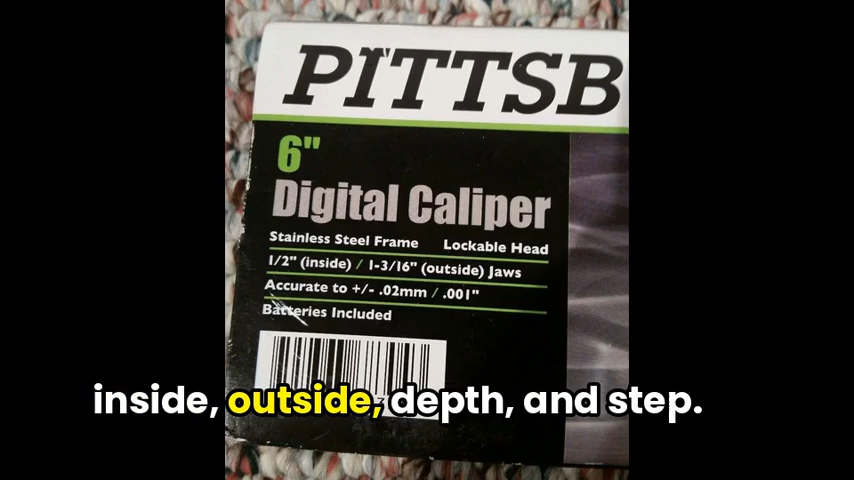 PITTSB
6"
Digital Caliper
Stainless Steel Frame Lockable Head
1/2" (inside) / 1-3/16" (outside) Jaws
Accurate to +/- .02mm / .001"
Batteries Included
inside, outside, depth, and step.